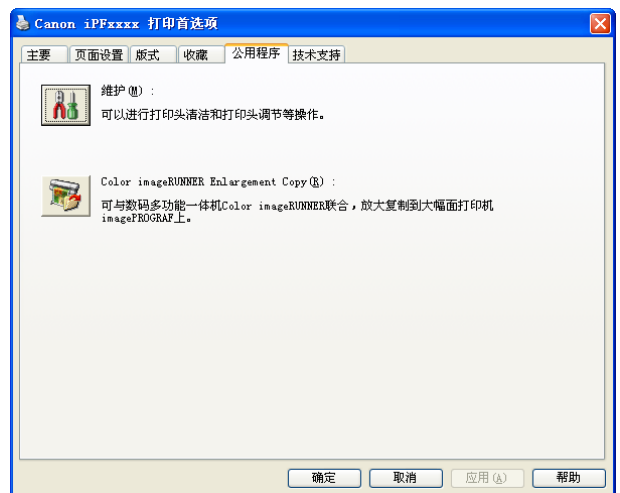 Canon iPFxxxx 打印首选项
主要 页面设置 版式 收藏 公用程序 技术支持
维护(M) :
可以进行打印头清洁和打印头调节等操作。
Color imageRUNNER Enlargement Copy(R) :
可与数码多功能一体机Color imageRUNNER联合，放大复制到大幅面打印机
imagePROGRAF上。
确定 取消 应用(A) 帮助